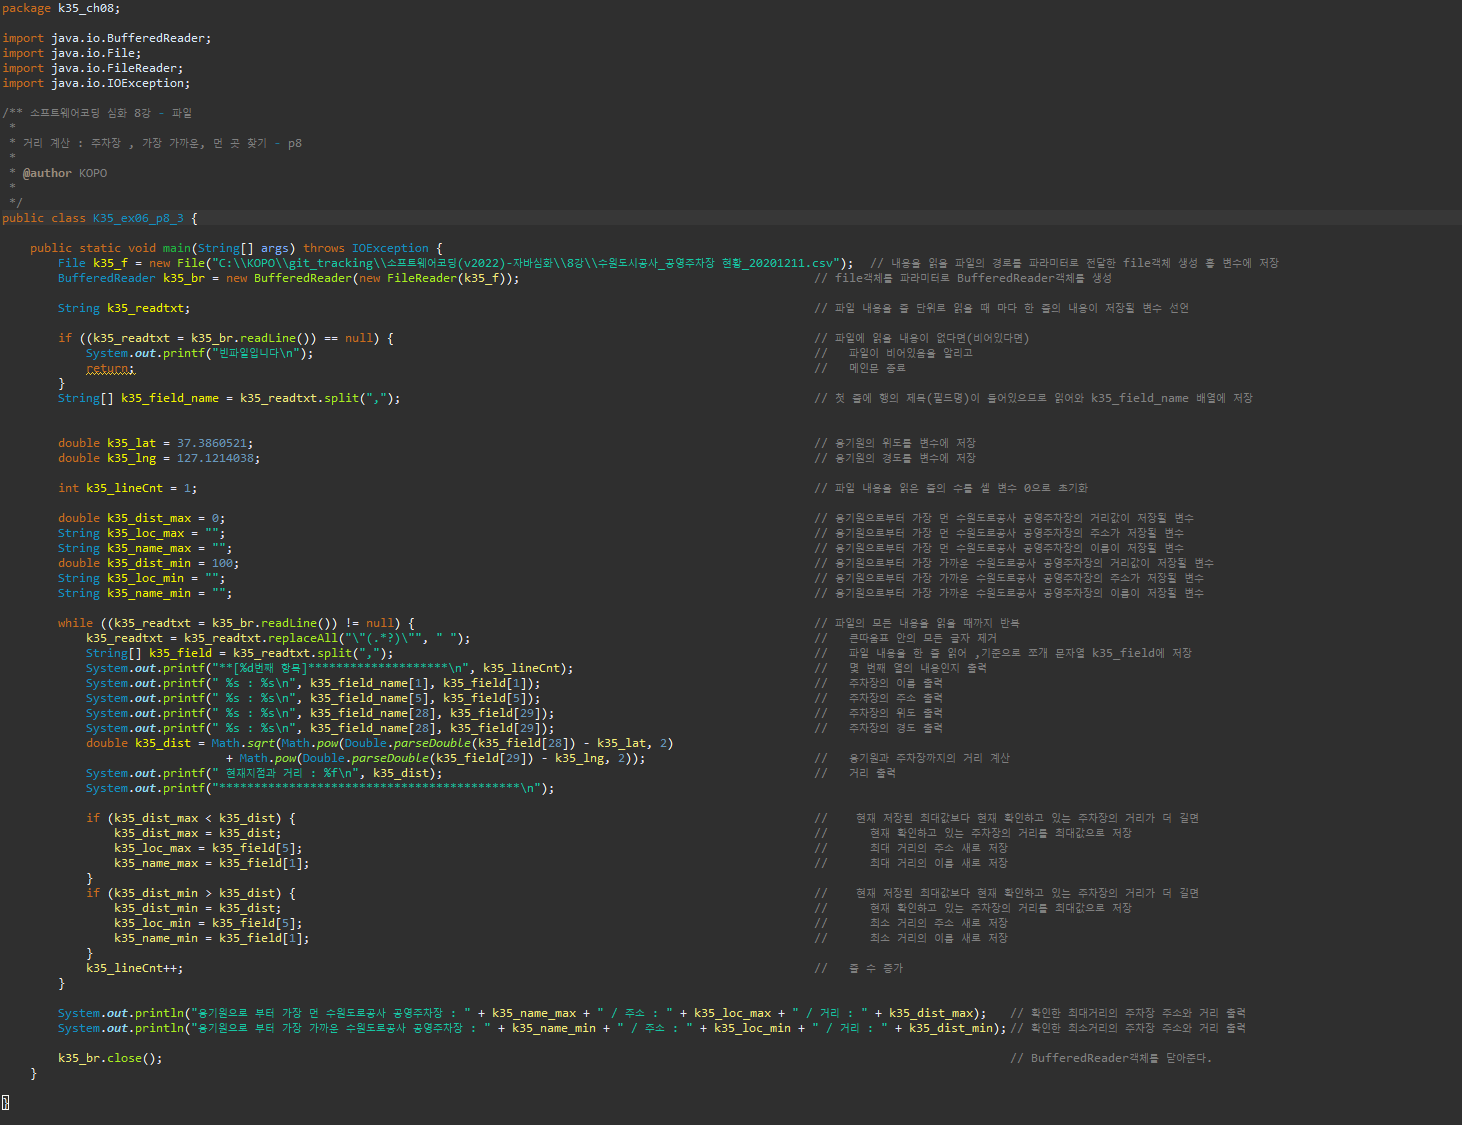 package k35_ch08;
import java.io.BufferedReader;
import java.io.File;
import java.io.FileReader;
import java.io.IOException;
/** 소프트웨어코딩 심화 8강 - 파일
 *
 * 거리 계산 : 주차장 , 가장 가까운, 먼 곳 찾기 - p8
 *
 * @author KOPO
 *
 */
public class K35_ex06_p8_3 {
public static void main(String[] args) throws IOException {
File k35_f = new File("C:\\KOPO\\git_tracking\\소프트웨어코딩(v2022)-자바심화\\8강\\수원도시공사_공영주차장 현황_20201211.csv"); // 내용을 읽을 파일의 경로를 파라미터로 전달한 file객체 생성 흫 변수에 저장
BufferedReader k35_br = new BufferedReader(new FileReader(k35_f)); // file객체를 파라미터로 BufferedReader객체를 생성
String k35_readtxt; // 파일 내용을 줄 단위로 읽을 때 마다 한 줄의 내용이 저장될 변수 선언
if ((k35_readtxt = k35_br.readLine()) == null) { // 파일에 읽을 내용이 없다면(비어있다면)
System.out.printf("빈파일입니다\n"); // 파일이 비어있음을 알리고
return; // 메인문 종료
}
String[] k35_field_name = k35_readtxt.split(","); // 첫 줄에 행의 제목(필드명)이 들어있으므로 읽어와 k35_field_name 배열에 저장
double k35_lat = 37.3860521; // 융기원의 위도를 변수에 저장
double k35_lng = 127.1214038; // 융기원의 경도를 변수에 저장
int k35_lineCnt = 1; // 파일 내용을 읽은 줄의 수를 셀 변수 0으로 초기화
double k35_dist_max = 0; // 융기원으로부터 가장 먼 수원도로공사 공영주차장의 거리값이 저장될 변수
String k35_loc_max = ""; // 융기원으로부터 가장 먼 수원도로공사 공영주차장의 주소가 저장될 변수
String k35_name_max = ""; // 융기원으로부터 가장 먼 수원도로공사 공영주차장의 이름이 저장될 변수
double k35_dist_min = 100; // 융기원으로부터 가장 가까운 수원도로공사 공영주차장의 거리값이 저장될 변수
String k35_loc_min = ""; // 융기원으로부터 가장 가까운 수원도로공사 공영주차장의 주소가 저장될 변수
String k35_name_min = ""; // 융기원으로부터 가장 가까운 수원도로공사 공영주차장의 이름이 저장될 변수
while ((k35_readtxt = k35_br.readLine()) != null) { // 파일의 모든 내용을 읽을 때까지 반복
k35_readtxt = k35_readtxt.replaceAll("\"(.*?)\"", " "); // 큰따옴표 안의 모든 글자 제거
String[] k35_field = k35_readtxt.split(","); // 파일 내용을 한 줄 읽어 ,기준으로 쪼개 문자열 k35_field에 저장
System.out.printf("**[%d번째 항목]********************\n", k35_lineCnt); // 몇 번째 열의 내용인지 출력
System.out.printf(" %s : %s\n", k35_field_name[1], k35_field[1]); // 주차장의 이름 출력
System.out.printf(" %s : %s\n", k35_field_name[5], k35_field[5]); // 주차장의 주소 출력
System.out.printf(" %s : %s\n", k35_field_name[28], k35_field[29]); // 주차장의 위도 출력
System.out.printf(" %s : %s\n", k35_field_name[28], k35_field[29]); // 주차장의 경도 출력
double k35_dist = Math.sqrt(Math.pow(Double.parseDouble(k35_field[28]) - k35_lat, 2)
+ Math.pow(Double.parseDouble(k35_field[29]) - k35_lng, 2)); // 융기원과 주차장까지의 거리 계산
System.out.printf(" 현재지점과 거리 : %f\n", k35_dist); // 거리 출력
System.out.printf("*******************************************\n");
if (k35_dist_max < k35_dist) { // 현재 저장된 최대값보다 현재 확인하고 있는 주차장의 거리가 더 길면
k35_dist_max = k35_dist; // 현재 확인하고 있는 주차장의 거리를 최대값으로 저장
k35_loc_max = k35_field[5]; // 최대 거리의 주소 새로 저장
k35_name_max = k35_field[1]; // 최대 거리의 이름 새로 저장
}
if (k35_dist_min > k35_dist) { // 현재 저장된 최대값보다 현재 확인하고 있는 주차장의 거리가 더 길면
k35_dist_min = k35_dist; // 현재 확인하고 있는 주차장의 거리를 최대값으로 저장
k35_loc_min = k35_field[5]; // 최소 거리의 주소 새로 저장
k35_name_min = k35_field[1]; // 최소 거리의 이름 새로 저장
}
k35_lineCnt++; // 줄 수 증가
}
System.out.println("융기원으로 부터 가장 먼 수원도로공사 공영주차장 : " + k35_name_max + " / 주소 : " + k35_loc_max + " / 거리 : " + k35_dist_max); // 확인한 최대거리의 주차장 주소와 거리 출력
System.out.println("융기원으로 부터 가장 가까운 수원도로공사 공영주차장 : " + k35_name_min + " / 주소 : " + k35_loc_min + " / 거리 : " + k35_dist_min); // 확인한 최소거리의 주차장 주소와 거리 출력
k35_br.close(); // BufferedReader객체를 닫아준다.
}
}